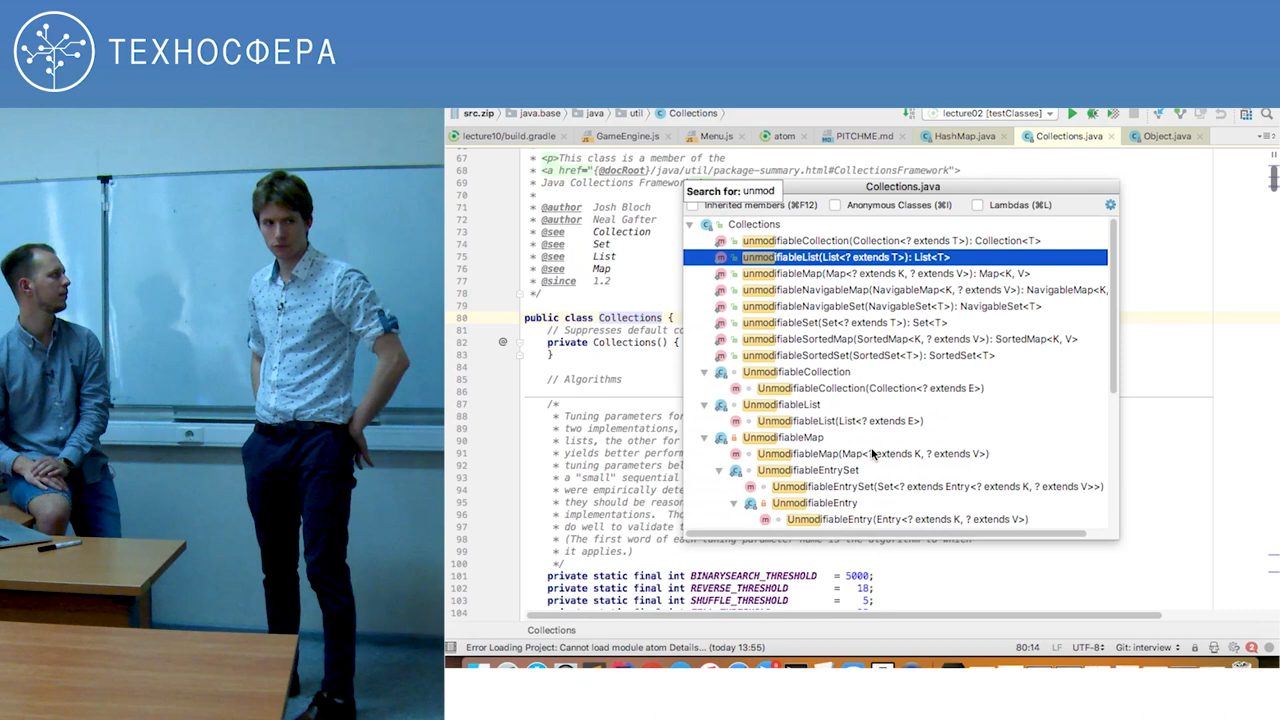 ТЕХНОСФЕРА
src.zip java.base java util Collections lecture02 [testClasses]
lecture10/build.gradle GameEngine.js Menu.js atom PITCHME.md HashMap.java Collections.java Object.java
67 * <p>This class is a member of the
68 * <a href="{@docRoot}/java/util/package-summary.html#CollectionsFramework">
69 * Java Collections Framewor
70 *
71 * @author Josh Bloch
72 * @author Neal Gafter
73 * @see Collection
74 * @see Set
75 * @see List
76 * @see Map
77 * @since 1.2
78 */
79
80 public class Collections {
81 // Suppresses default co
82 private Collections() {
83 }
84
85 // Algorithms
86
87 /*
88 * Tuning parameters for
89 * two implementations,
90 * lists, the other for
91 * yields better perform
92 * tuning parameters bel
93 * a "small" sequential
94 * were empirically dete
95 * they should be reason
96 * implementations. Tho
97 * do well to validate t
98 * (The first word of each tuning parameter name is the algorithm to which
99 * it applies.)
100 */
101 private static final int BINARYSEARCH_THRESHOLD = 5000;
102 private static final int REVERSE_THRESHOLD = 18;
103 private static final int SHUFFLE_THRESHOLD = 5;
104
Collections.java
Search for: unmod
Inherited members (⌘F12) Anonymous Classes (⌘I) Lambdas (⌘L)
Collections
unmodifiableCollection(Collection<? extends T>): Collection<T>
unmodifiableList(List<? extends T>): List<T>
unmodifiableMap(Map<? extends K, ? extends V>): Map<K, V>
unmodifiableNavigableMap(NavigableMap<K, ? extends V>): NavigableMap<K,
unmodifiableNavigableSet(NavigableSet<T>): NavigableSet<T>
unmodifiableSet(Set<? extends T>): Set<T>
unmodifiableSortedMap(SortedMap<K, ? extends V>): SortedMap<K, V>
unmodifiableSortedSet(SortedSet<T>): SortedSet<T>
UnmodifiableCollection
UnmodifiableCollection(Collection<? extends E>)
UnmodifiableList
UnmodifiableList(List<? extends E>)
UnmodifiableMap
UnmodifiableMap(Map<? extends K, ? extends V>)
UnmodifiableEntrySet
UnmodifiableEntrySet(Set<? extends Entry<? extends K, ? extends V>>)
UnmodifiableEntry
UnmodifiableEntry(Entry<? extends K, ? extends V>)
Collections
Error Loading Project: Cannot load module atom Details... (today 13:55) 80:14 LF UTF-8 Git: interview 2